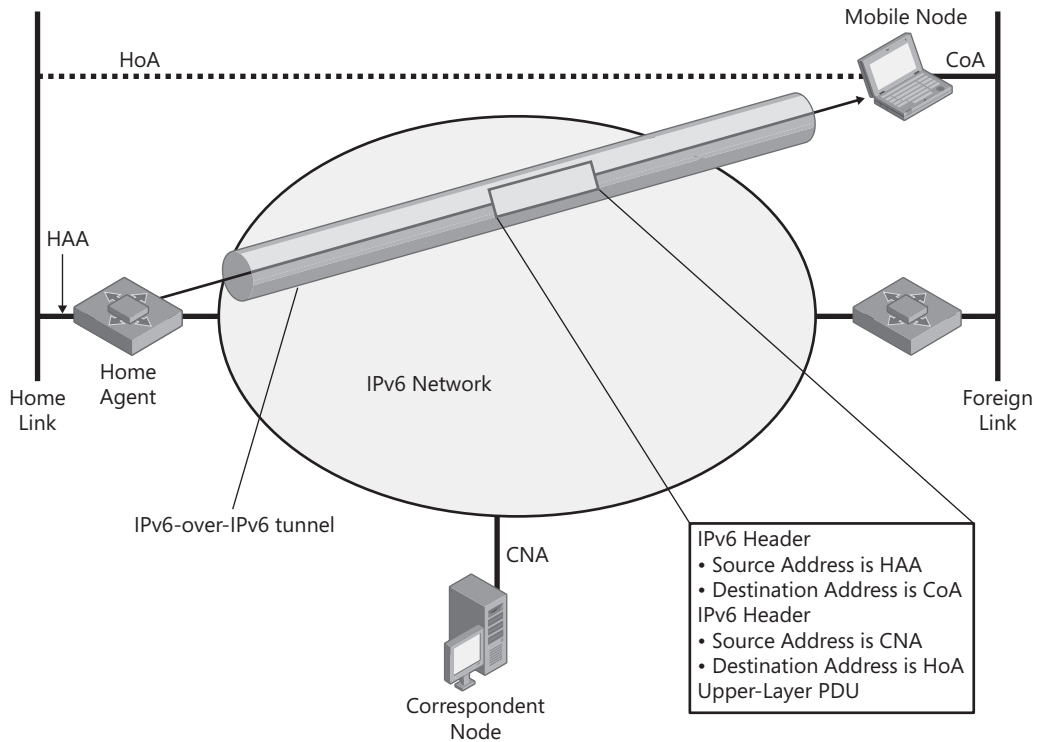 Mobile Node
HoA
CoA
HAA
Home
Agent
Home
Link
IPv6 Network
Foreign
Link
IPv6-over-IPv6 tunnel
CNA
IPv6 Header
• Source Address is HAA
• Destination Address is CoA
IPv6 Header
• Source Address is CNA
• Destination Address is HoA
Upper-Layer PDU
Correspondent
Node